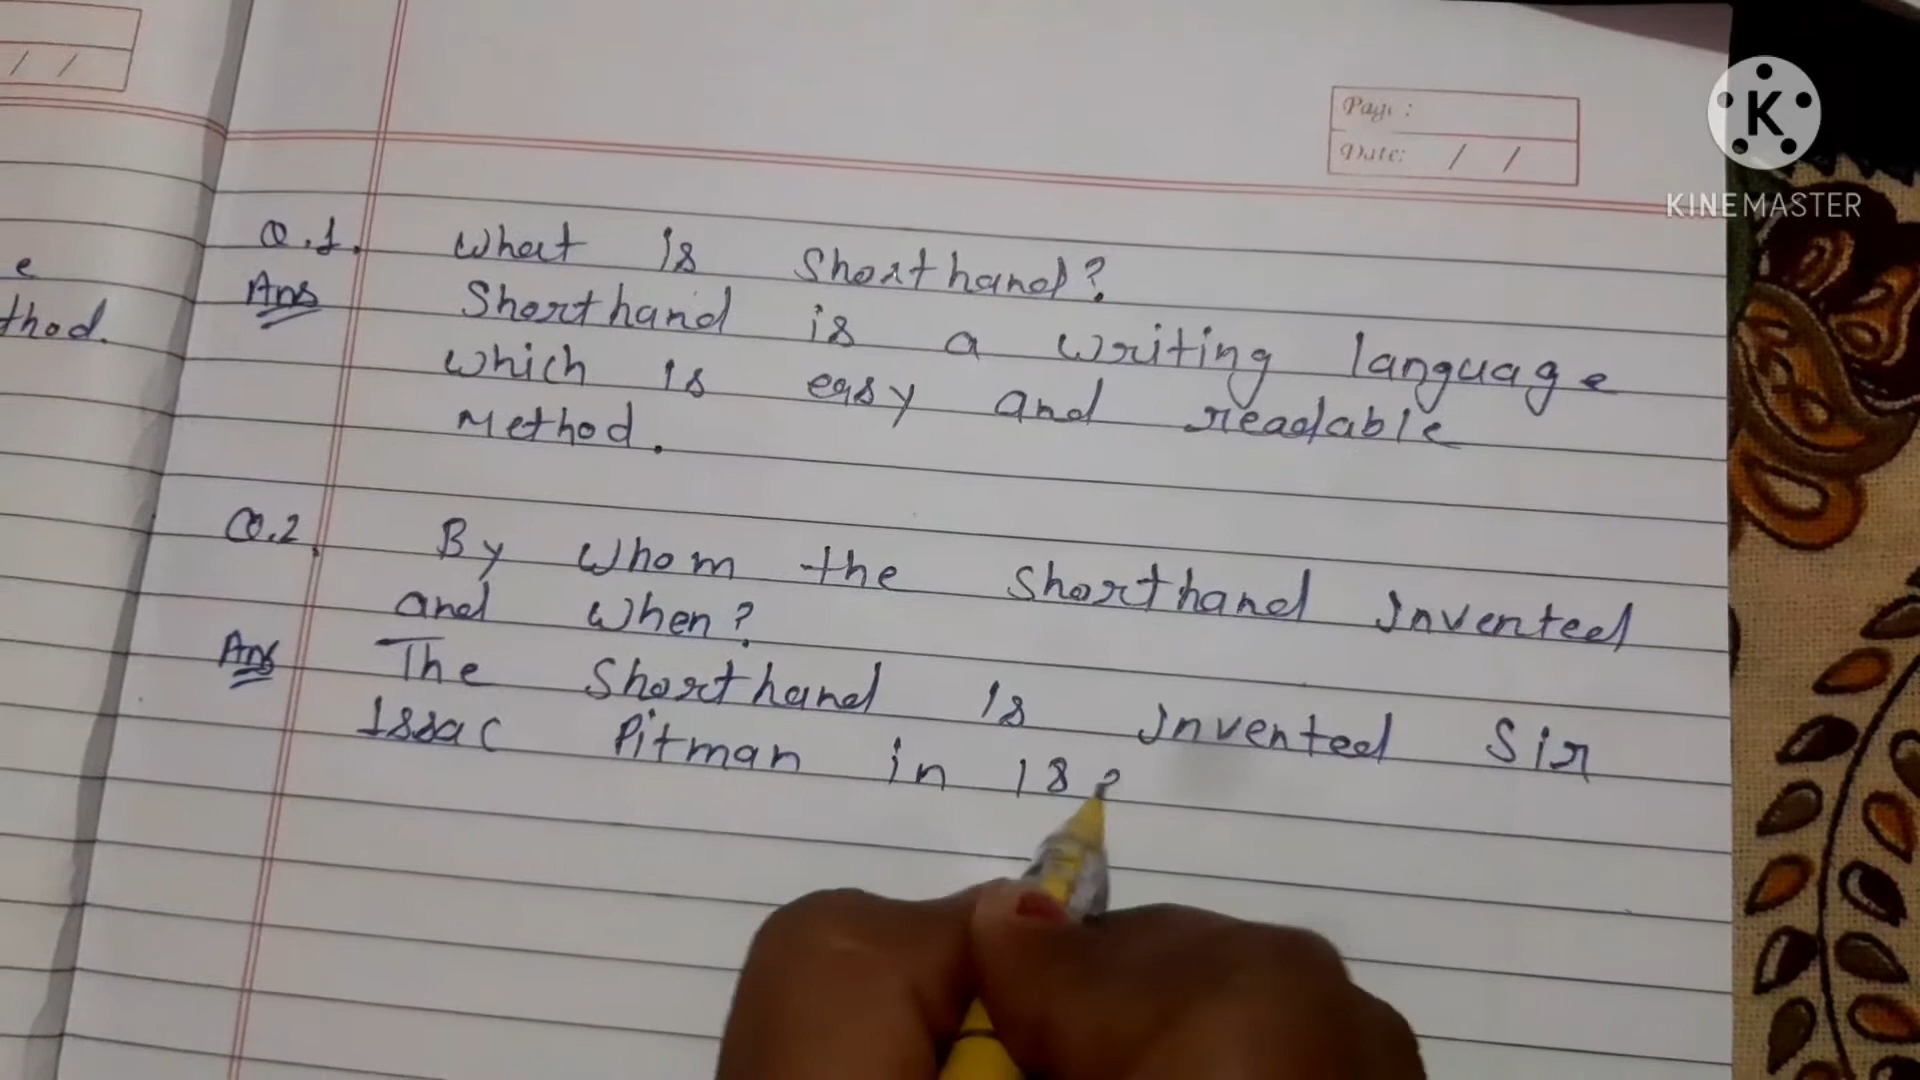 / /
e
thod.
Page :
Date: / /
K
KINEMASTER
Q.1. What is Shorthand?
Ans Shorthand is a writing language
which is easy and readable
Method.
Q.2. By Whom the Shorthand Invented
and When?
Ans The Shorthand is Invented Sir
Issac Pitman in 18